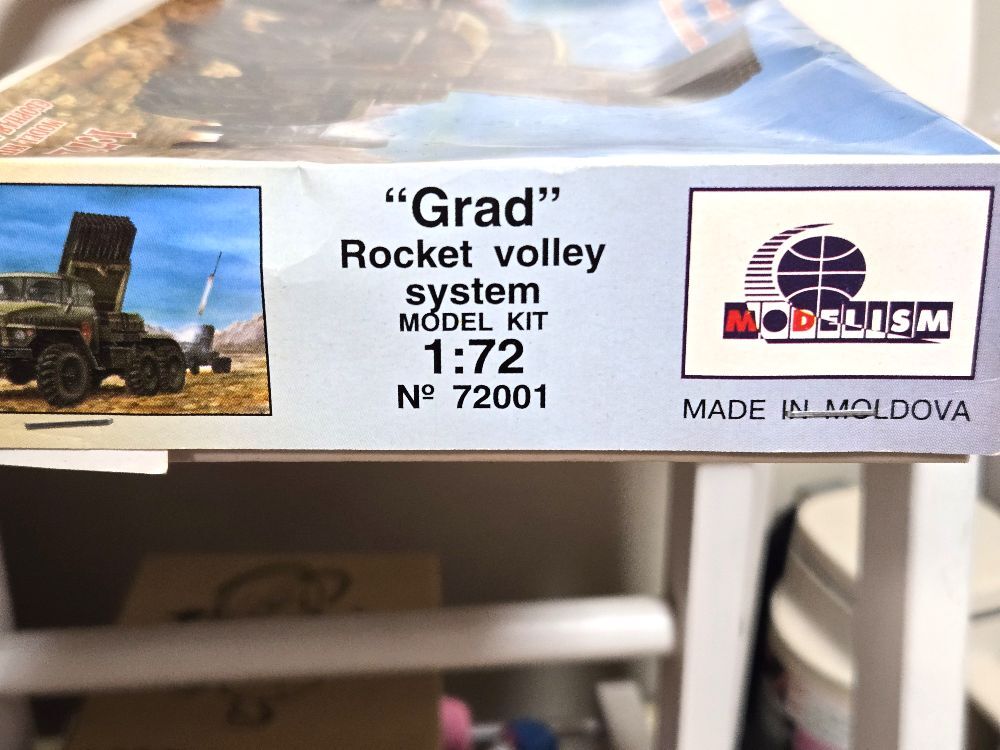 “Grad”
Rocket volley
system
MODEL KIT
1:72
Nº 72001
MODELISM
MADE IN MOLDOVA